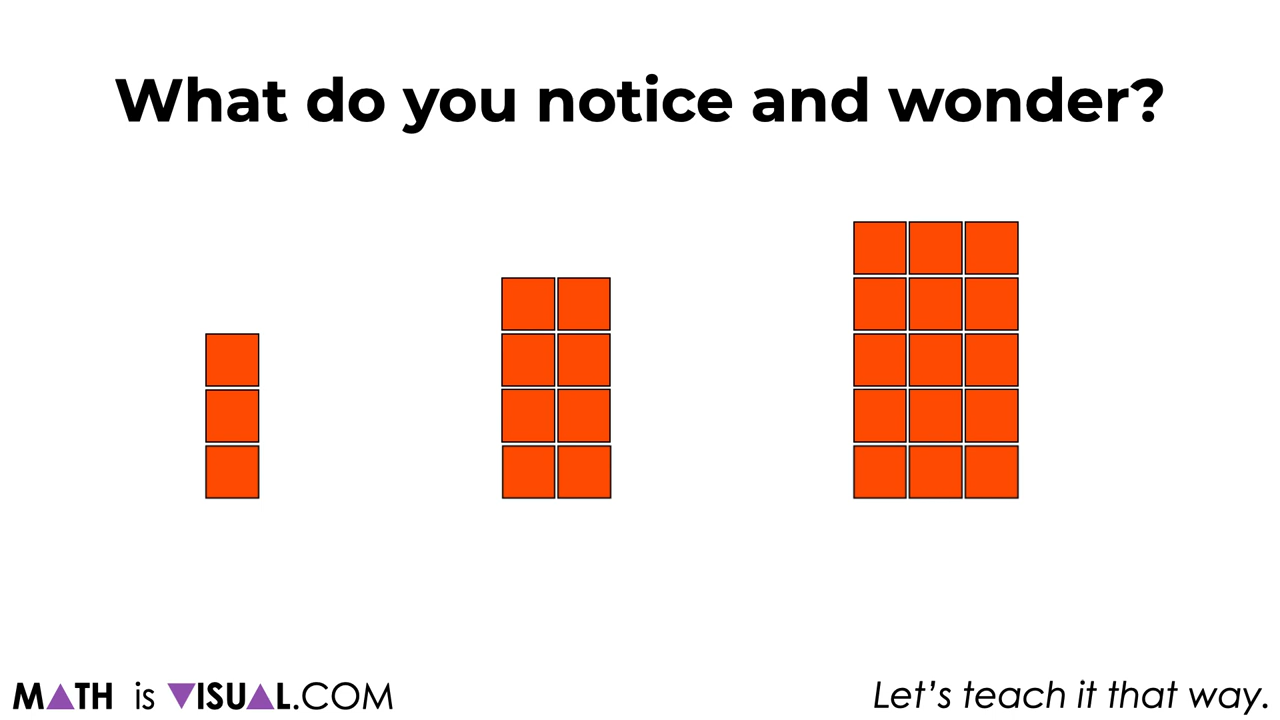 What do you notice and wonder?
MATH is VISUAL.COM
Let's teach it that way.